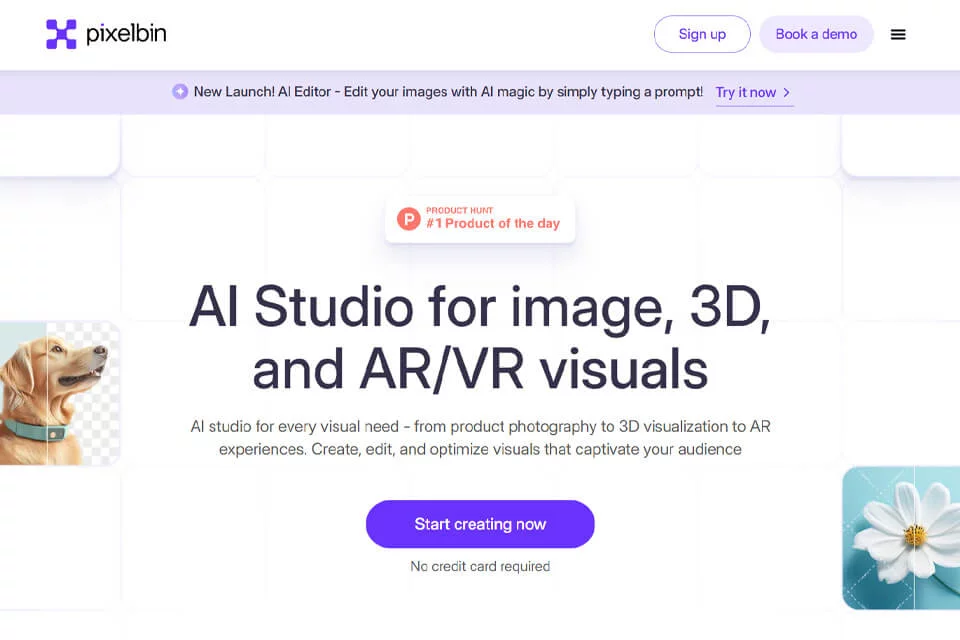 pixelbin
Sign up
Book a demo
New Launch! AI Editor - Edit your images with AI magic by simply typing a prompt!
Try it now
P
PRODUCT HUNT
#1 Product of the day
AI Studio for image, 3D,
and AR/VR visuals
AI studio for every visual need - from product photography to 3D visualization to AR
experiences. Create, edit, and optimize visuals that captivate your audience
Start creating now
No credit card required